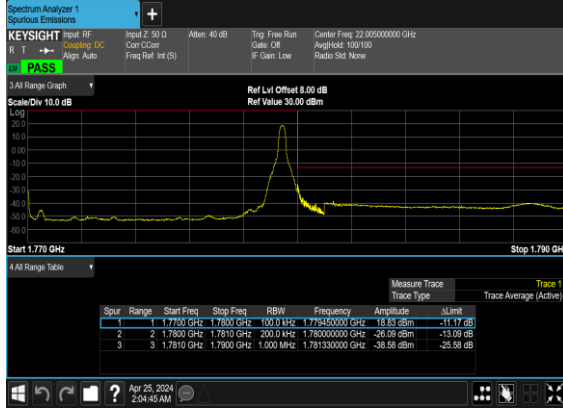 Spectrum Analyzer 1
Spurious Emissions
+
KEYSIGHT Input: RF Input Z: 50 Ω Atten: 40 dB Trig: Free Run Center Freq: 22.005000000 GHz
R T Coupling: DC Corr CCorr Gate: Off Avg|Hold: 100/100
Align: Auto Freq Ref: Int (S) IF Gain: Low Radio Std: None
PASS
3 All Range Graph
Ref Lvl Offset 8.00 dB
Scale/Div 10.0 dB Ref Value 30.00 dBm
Log
20.0
10.0
0.00
-10.0
-20.0
-30.0
-40.0
-50.0
-60.0
Start 1.770 GHz Stop 1.790 GH
4 All Range Table
Measure Trace Trace 1
Trace Type Trace Average (Active)
Spur Range Start Freq Stop Freq RBW Frequency Amplitude ΔLimit
1 1 1.7700 GHz 1.7800 GHz 100.0 kHz 1.779450000 GHz 18.83 dBm -11.17 dB
2 2 1.7800 GHz 1.7810 GHz 200.0 kHz 1.780000000 GHz -26.09 dBm -13.09 dB
3 3 1.7810 GHz 1.7900 GHz 1.000 MHz 1.781330000 GHz -38.58 dBm -25.58 dB
? Apr 25, 2024
2:04:45 AM